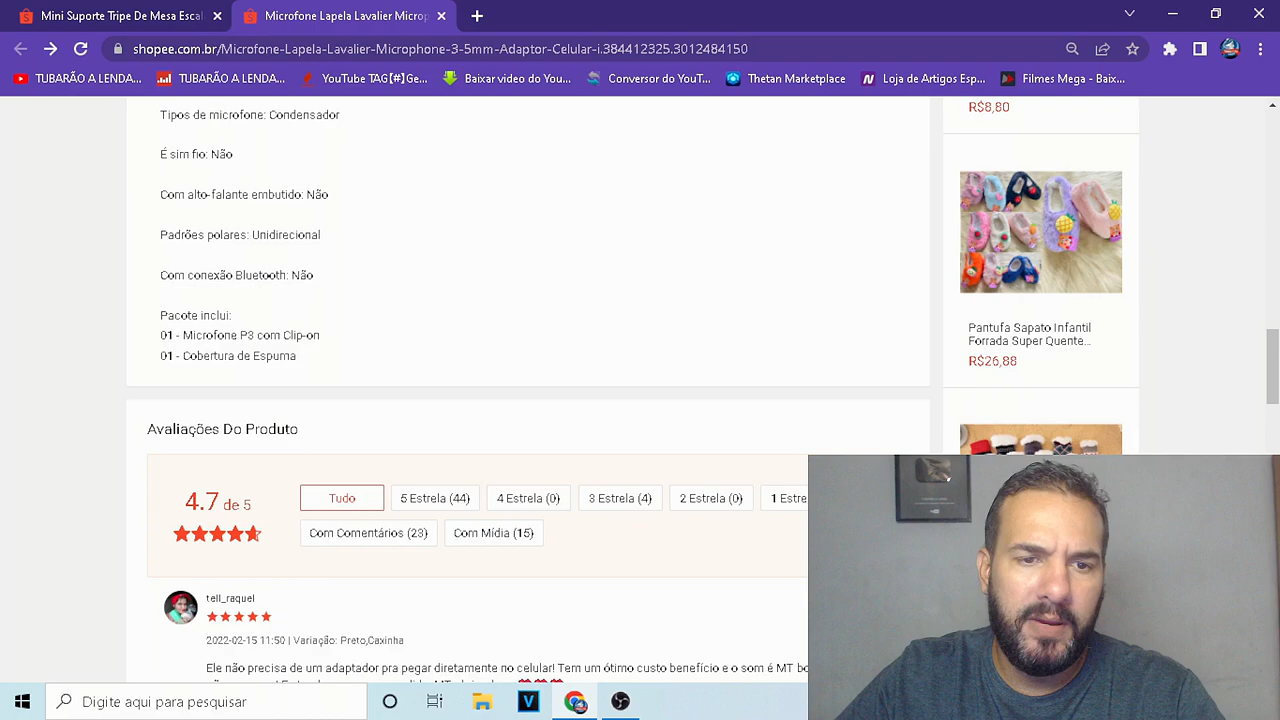 Mini Suporte Tripe De Mesa Escal
Microfone Lapela Lavalier Microp
shopee.com.br/Microfone-Lapela-Lavalier-Microphone-3-5mm-Adaptor-Celular-i.384412325.3012484150
TUBARÃO A LENDA...
TUBARÃO A LENDA...
YouTube TAG[#]Ge...
Baixar video do You...
Conversor do YouT...
Thetan Marketplace
Loja de Artigos Esp...
Filmes Mega - Baix...
Tipos de microfone: Condensador
É sim fio: Não
Com alto-falante embutido: Não
Padrões polares: Unidirecional
Com conexão Bluetooth: Não
Pacote inclui:
01 - Microfone P3 com Clip-on
01 - Cobertura de Espuma
R$8,80
Pantufa Sapato Infantil
Forrada Super Quente...
R$26,88
Avaliações Do Produto
4.7 de 5
Tudo
5 Estrela (44)
4 Estrela (0)
3 Estrela (4)
2 Estrela (0)
1 Estre
Com Comentários (23)
Com Mídia (15)
tell_raquel
2022-02-15 11:50 | Variação: Preto,Caxinha
Ele não precisa de um adaptador pra pegar diretamente no celular! Tem um ótimo custo benefício e o som é MT bo
Digite aqui para pesquisar